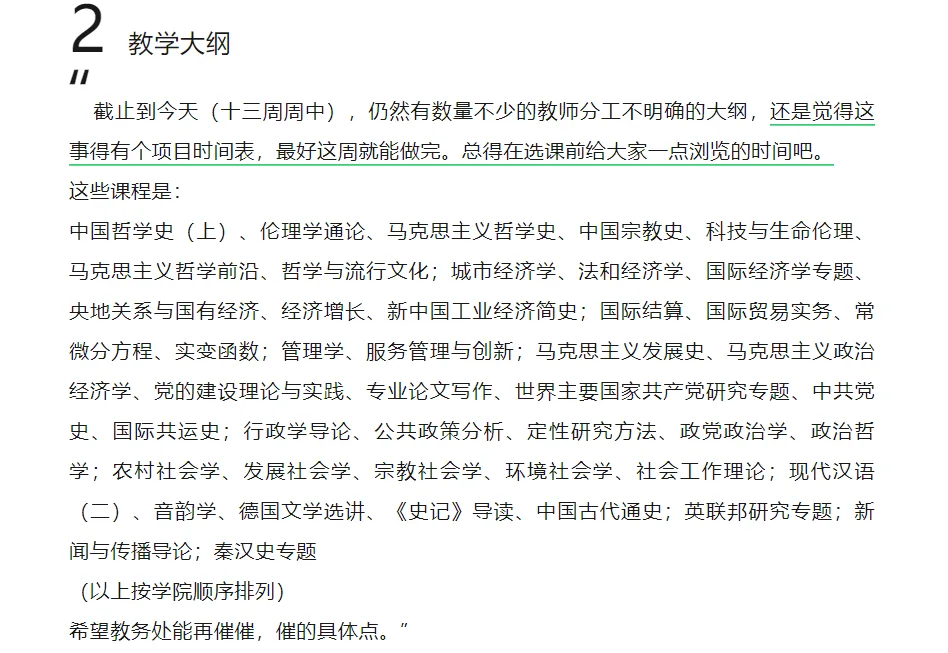 2 教学大纲
“
截止到今天（十三周周中），仍然有数量不少的教师分工不明确的大纲，还是觉得这
事得有个项目时间表，最好这周就能做完。总得在选课前给大家一点浏览的时间吧。
这些课程是：
中国哲学史（上）、伦理学通论、马克思主义哲学史、中国宗教史、科技与生命伦理、
马克思主义哲学前沿、哲学与流行文化；城市经济学、法和经济学、国际经济学专题、
央地关系与国有经济、经济增长、新中国工业经济简史；国际结算、国际贸易实务、常
微分方程、实变函数；管理学、服务管理与创新；马克思主义发展史、马克思主义政治
经济学、党的建设理论与实践、专业论文写作、世界主要国家共产党研究专题、中共党
史、国际共运史；行政学导论、公共政策分析、定性研究方法、政党政治学、政治哲
学；农村社会学、发展社会学、宗教社会学、环境社会学、社会工作理论；现代汉语
（二）、音韵学、德国文学选讲、《史记》导读、中国古代通史；英联邦研究专题；新
闻与传播导论；秦汉史专题
（以上按学院顺序排列）
希望教务处能再催催，催的具体点。”